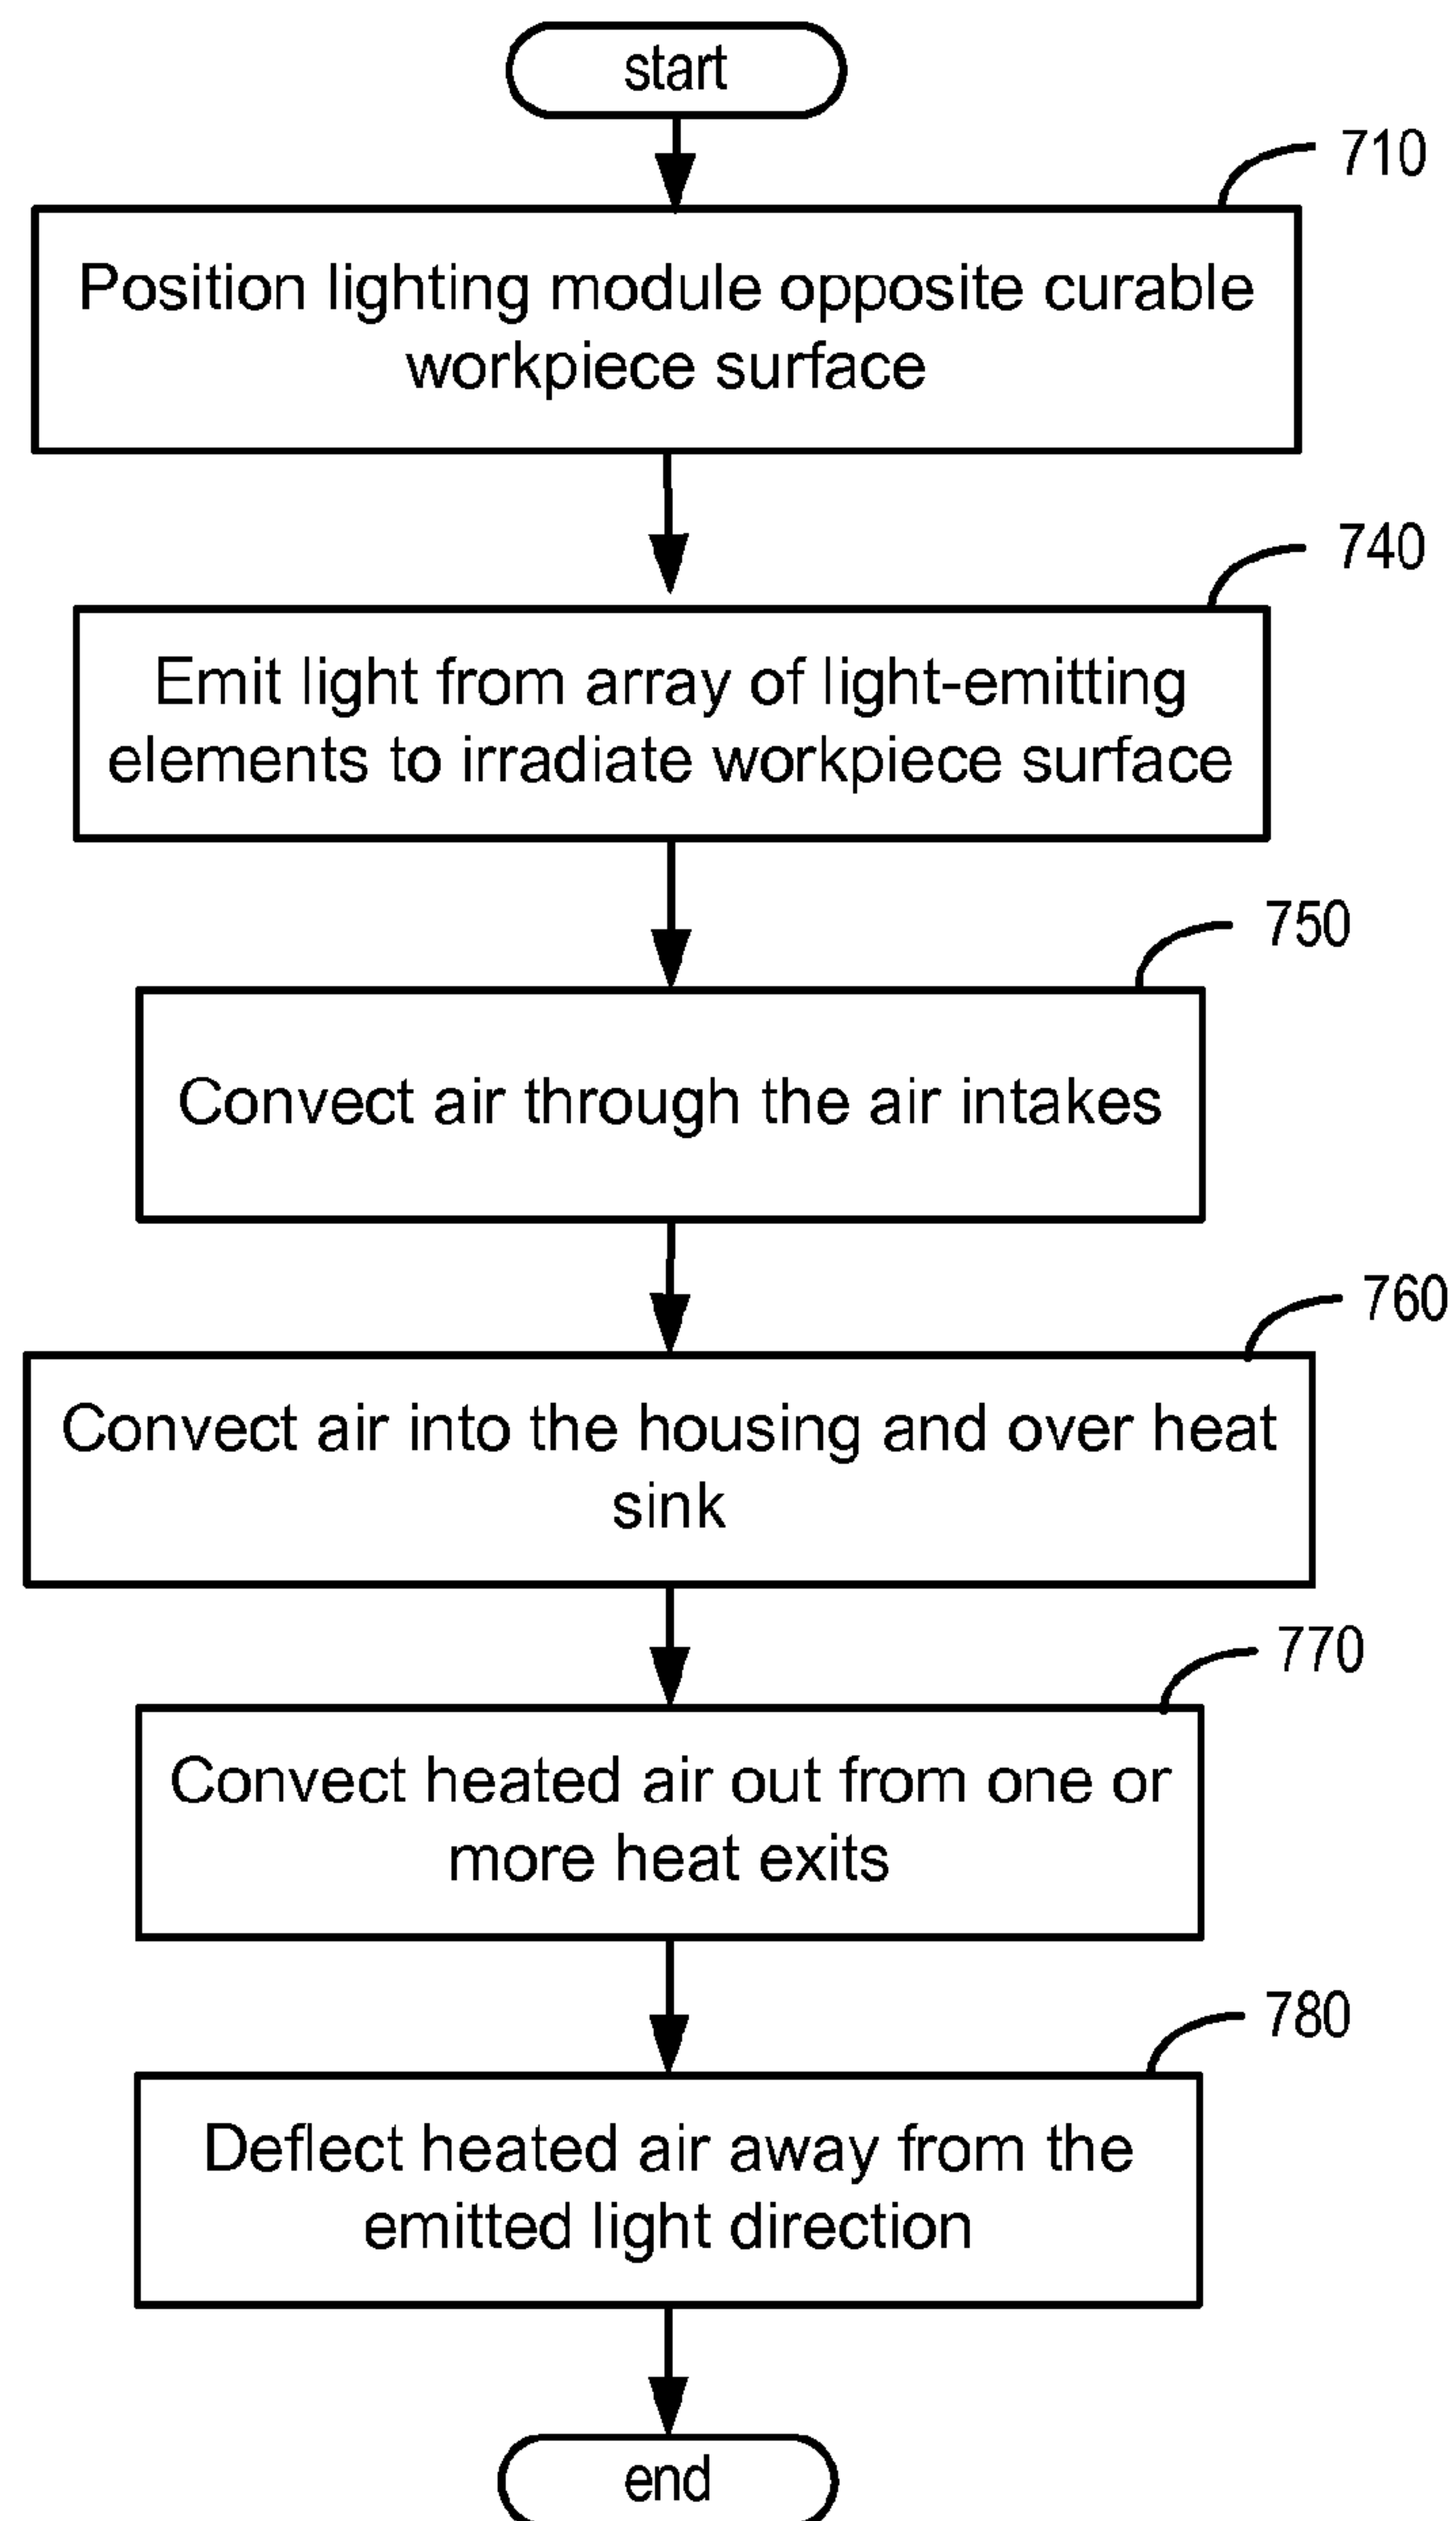 start
710
Position lighting module opposite curable
workpiece surface
740
Emit light from array of light-emitting
elements to irradiate workpiece surface
750
Convect air through the air intakes
760
Convect air into the housing and over heat
sink
770
Convect heated air out from one or
more heat exits
780
Deflect heated air away from the
emitted light direction
end